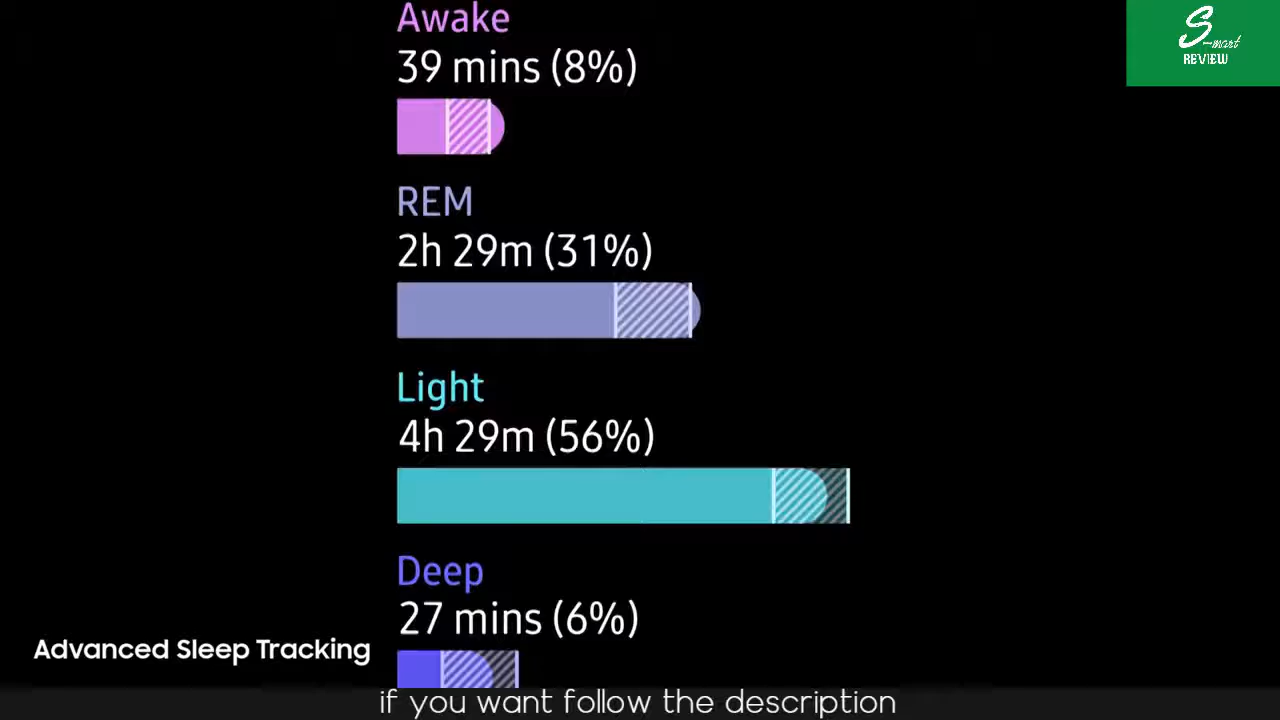 Awake
39 mins (8%)
S-mart
REVIEW
REM
2h 29m (31%)
Light
4h 29m (56%)
Deep
27 mins (6%)
Advanced Sleep Tracking
if you want follow the description